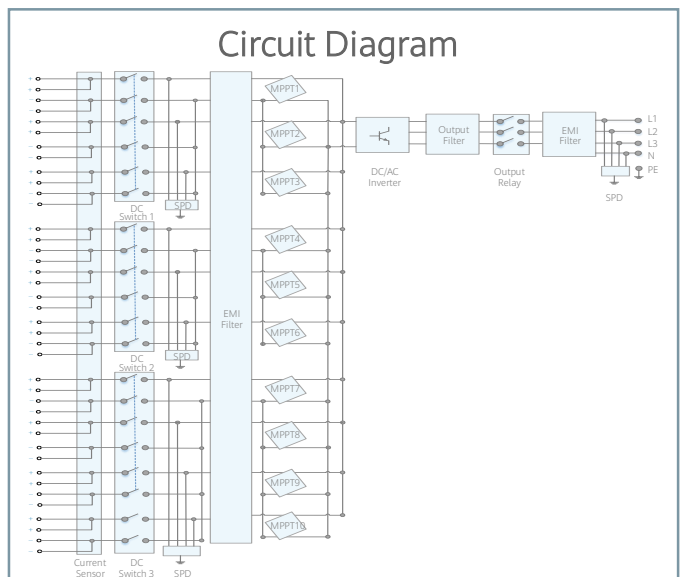 Circuit Diagram
MPPT1
MPPT2
MPPT3
MPPT4
MPPT5
MPPT6
MPPT7
MPPT8
MPPT9
MPPT10
DC
Switch 1
SPD
DC
Switch 2
SPD
EMI
Filter
Current
Sensor
DC
Switch 3
SPD
DC/AC
Inverter
Output
Filter
Output
Relay
EMI
Filter
L1
L2
L3
N
PE
SPD